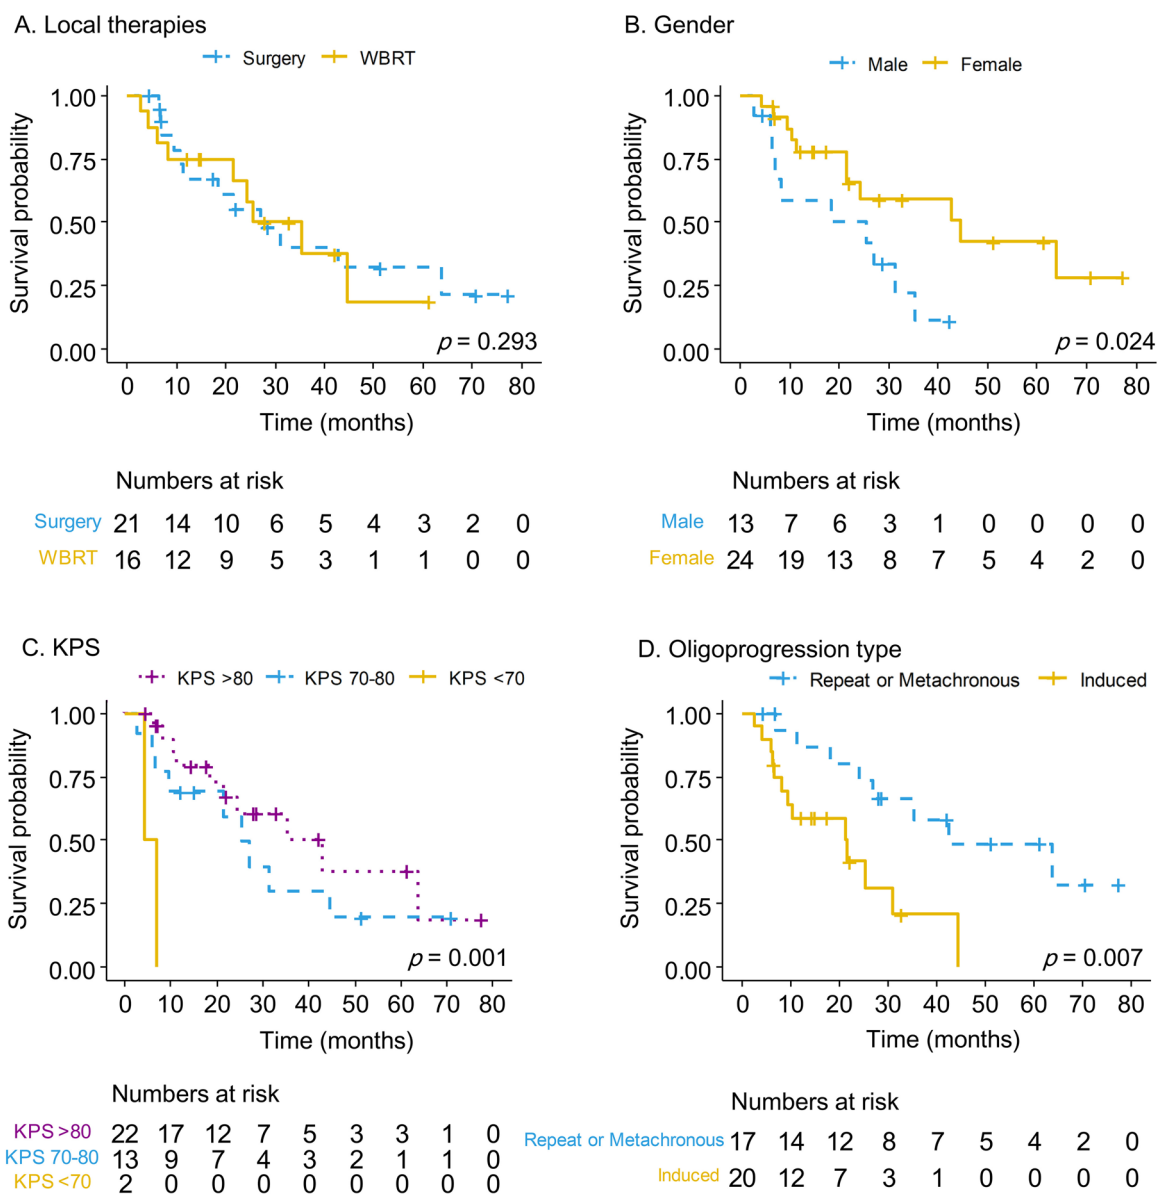 A. Local therapies
Surgery WBRT
Survival probability
1.00
0.75
0.50
0.25
0.00
p = 0.293
0 10 20 30 40 50 60 70 80
Time (months)
Numbers at risk
Surgery 21 14 10 6 5 4 3 2 0
WBRT 16 12 9 5 3 1 1 0 0
B. Gender
Male Female
Survival probability
1.00
0.75
0.50
0.25
0.00
p = 0.024
0 10 20 30 40 50 60 70 80
Time (months)
Numbers at risk
Male 13 7 6 3 1 0 0 0 0
Female 24 19 13 8 7 5 4 2 0
C. KPS
KPS >80 KPS 70-80 KPS <70
Survival probability
1.00
0.75
0.50
0.25
0.00
p = 0.001
0 10 20 30 40 50 60 70 80
Time (months)
Numbers at risk
KPS >80 22 17 12 7 5 3 3 1 0
KPS 70-80 13 9 7 4 3 2 1 1 0
KPS <70 2 0 0 0 0 0 0 0 0
D. Oligoprogression type
Repeat or Metachronous Induced
Survival probability
1.00
0.75
0.50
0.25
0.00
p = 0.007
0 10 20 30 40 50 60 70 80
Time (months)
Numbers at risk
Repeat or Metachronous 17 14 12 8 7 5 4 2 0
Induced 20 12 7 3 1 0 0 0 0